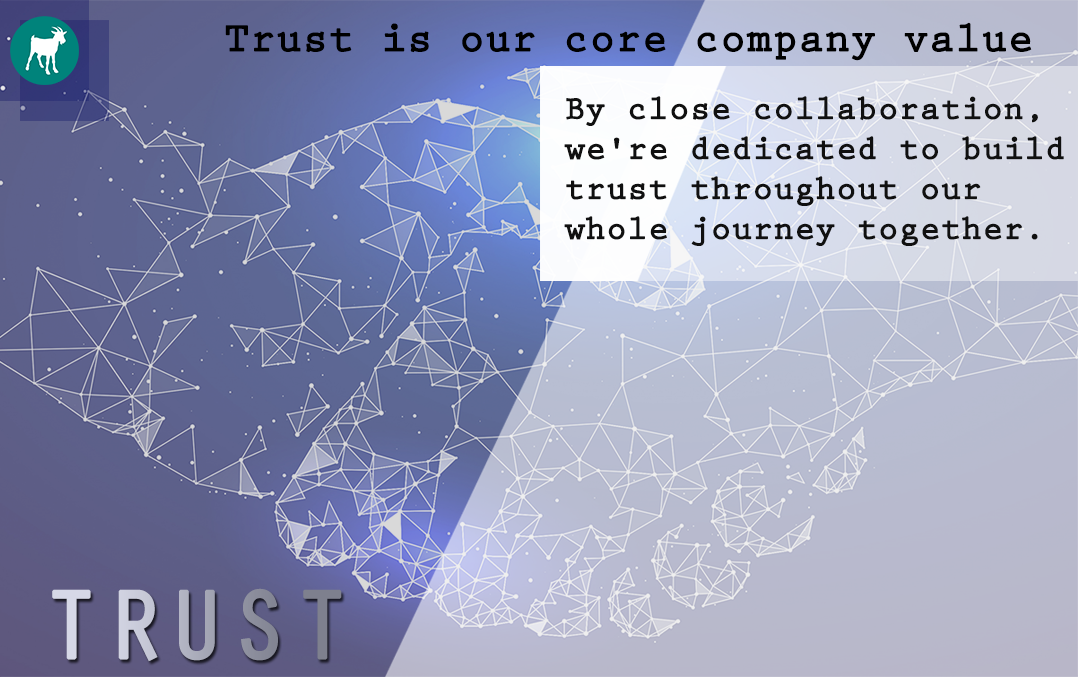 Trust is our core company value
By close collaboration,
we're dedicated to build
trust throughout our
whole journey together.
TRUST